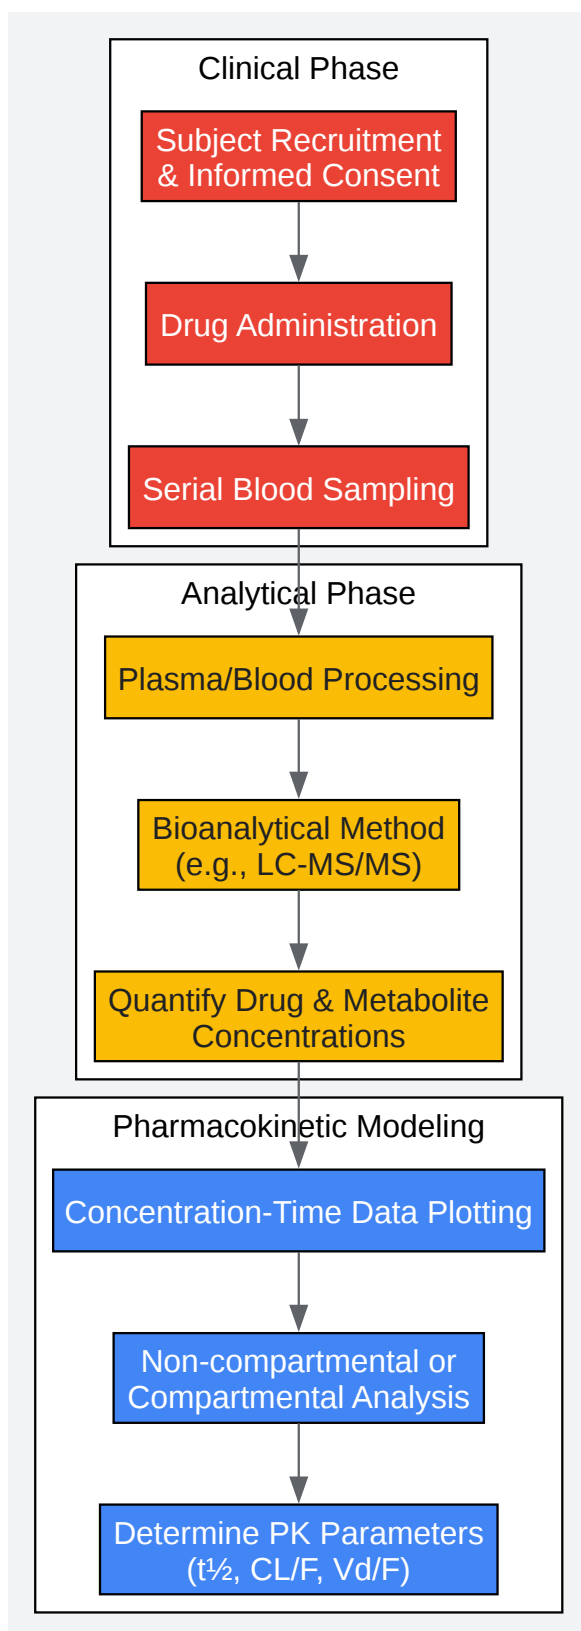 Clinical Phase
Subject Recruitment
& Informed Consent
Drug Administration
Serial Blood Sampling
Analytical Phase
Plasma/Blood Processing
Bioanalytical Method
(e.g., LC-MS/MS)
Quantify Drug & Metabolite
Concentrations
Pharmacokinetic Modeling
Concentration-Time Data Plotting
Non-compartmental or
Compartmental Analysis
Determine PK Parameters
(t½, CL/F, Vd/F)